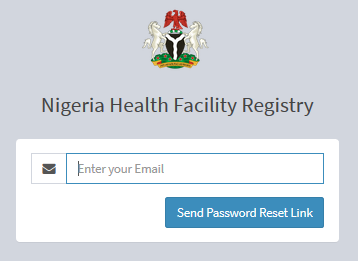 Nigeria Health Facility Registry
Enter your Email
Send Password Reset Link